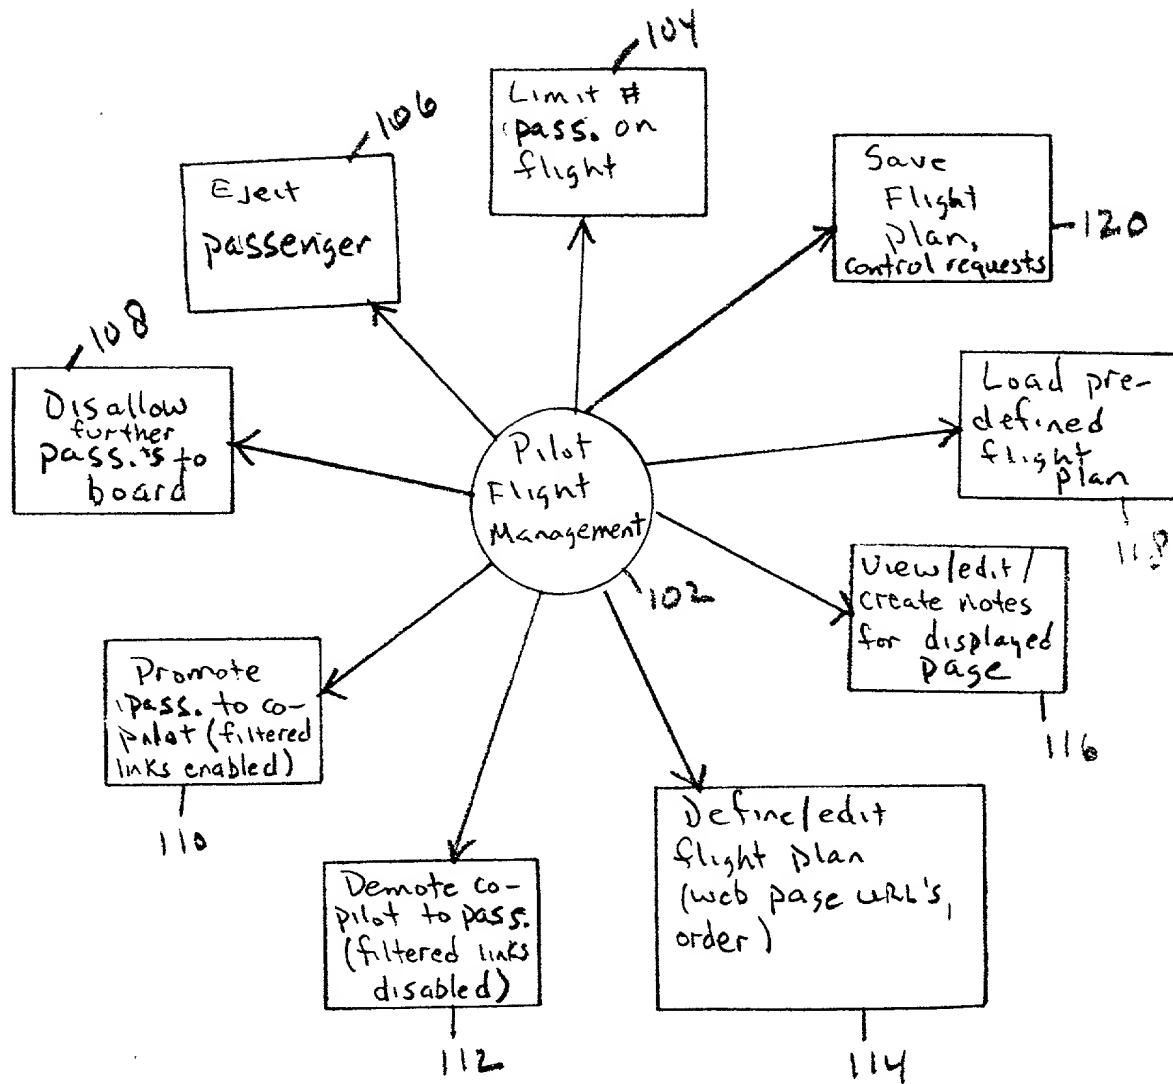 104
Limit #
pass. on
flight
106
Eject
passenger
Save
Flight
plan,
control requests
120
108
Disallow
further
pass.'s to
board
Load pre-
defined
flight
plan
118
Pilot
Flight
Management
102
View/edit/
create notes
for displayed
page
116
Promote
pass. to co-
pilot (filtered
links enabled)
110
Define/edit
flight plan
(web page URL's,
order)
114
Demote co-
pilot to pass.
(filtered links
disabled)
112